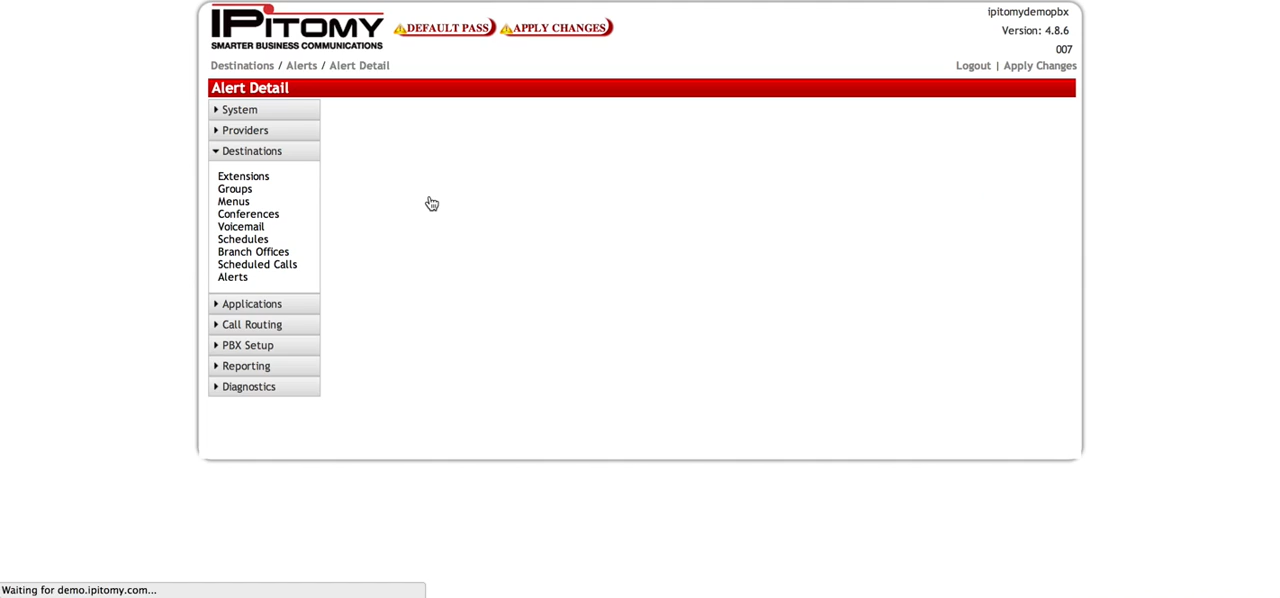 IPITOMY
SMARTER BUSINESS COMMUNICATIONS
DEFAULT PASS
APPLY CHANGES
ipitomydemopbx
Version: 4.8.6
007
Destinations / Alerts / Alert Detail
Logout | Apply Changes
Alert Detail
System
Providers
Destinations
Extensions
Groups
Menus
Conferences
Voicemail
Schedules
Branch Offices
Scheduled Calls
Alerts
Applications
Call Routing
PBX Setup
Reporting
Diagnostics
Waiting for demo.ipitomy.com...